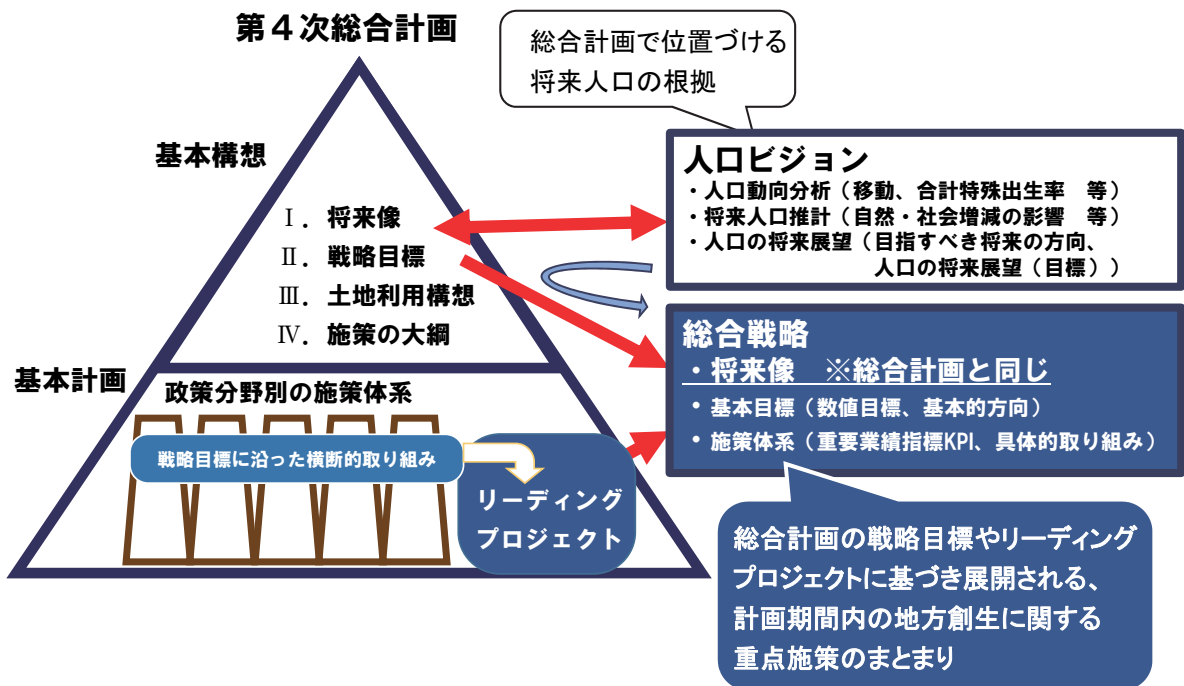 第４次総合計画
総合計画で位置づける
将来人口の根拠
基本構想
Ⅰ．将来像
Ⅱ．戦略目標
Ⅲ．土地利用構想
Ⅳ．施策の大綱
人口ビジョン
・人口動向分析（移動、合計特殊出生率　等）
・将来人口推計（自然・社会増減の影響　等）
・人口の将来展望（目指すべき将来の方向、
人口の将来展望（目標））
基本計画
政策分野別の施策体系
戦略目標に沿った横断的取り組み
リーディング
プロジェクト
総合戦略
・将来像　※総合計画と同じ
・基本目標（数値目標、基本的方向）
・施策体系（重要業績指標KPI、具体的取り組み）
総合計画の戦略目標やリーディング
プロジェクトに基づき展開される、
計画期間内の地方創生に関する
重点施策のまとまり